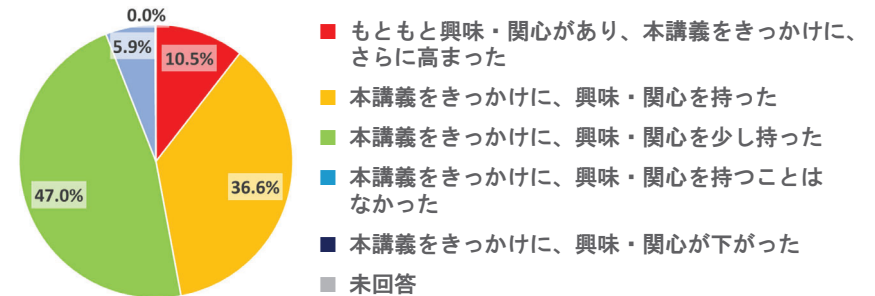 0.0%
5.9%
10.5%
36.6%
47.0%
もともと興味・関心があり、本講義をきっかけに、
さらに高まった
本講義をきっかけに、興味・関心を持った
本講義をきっかけに、興味・関心を少し持った
本講義をきっかけに、興味・関心を持つことは
なかった
本講義をきっかけに、興味・関心が下がった
未回答